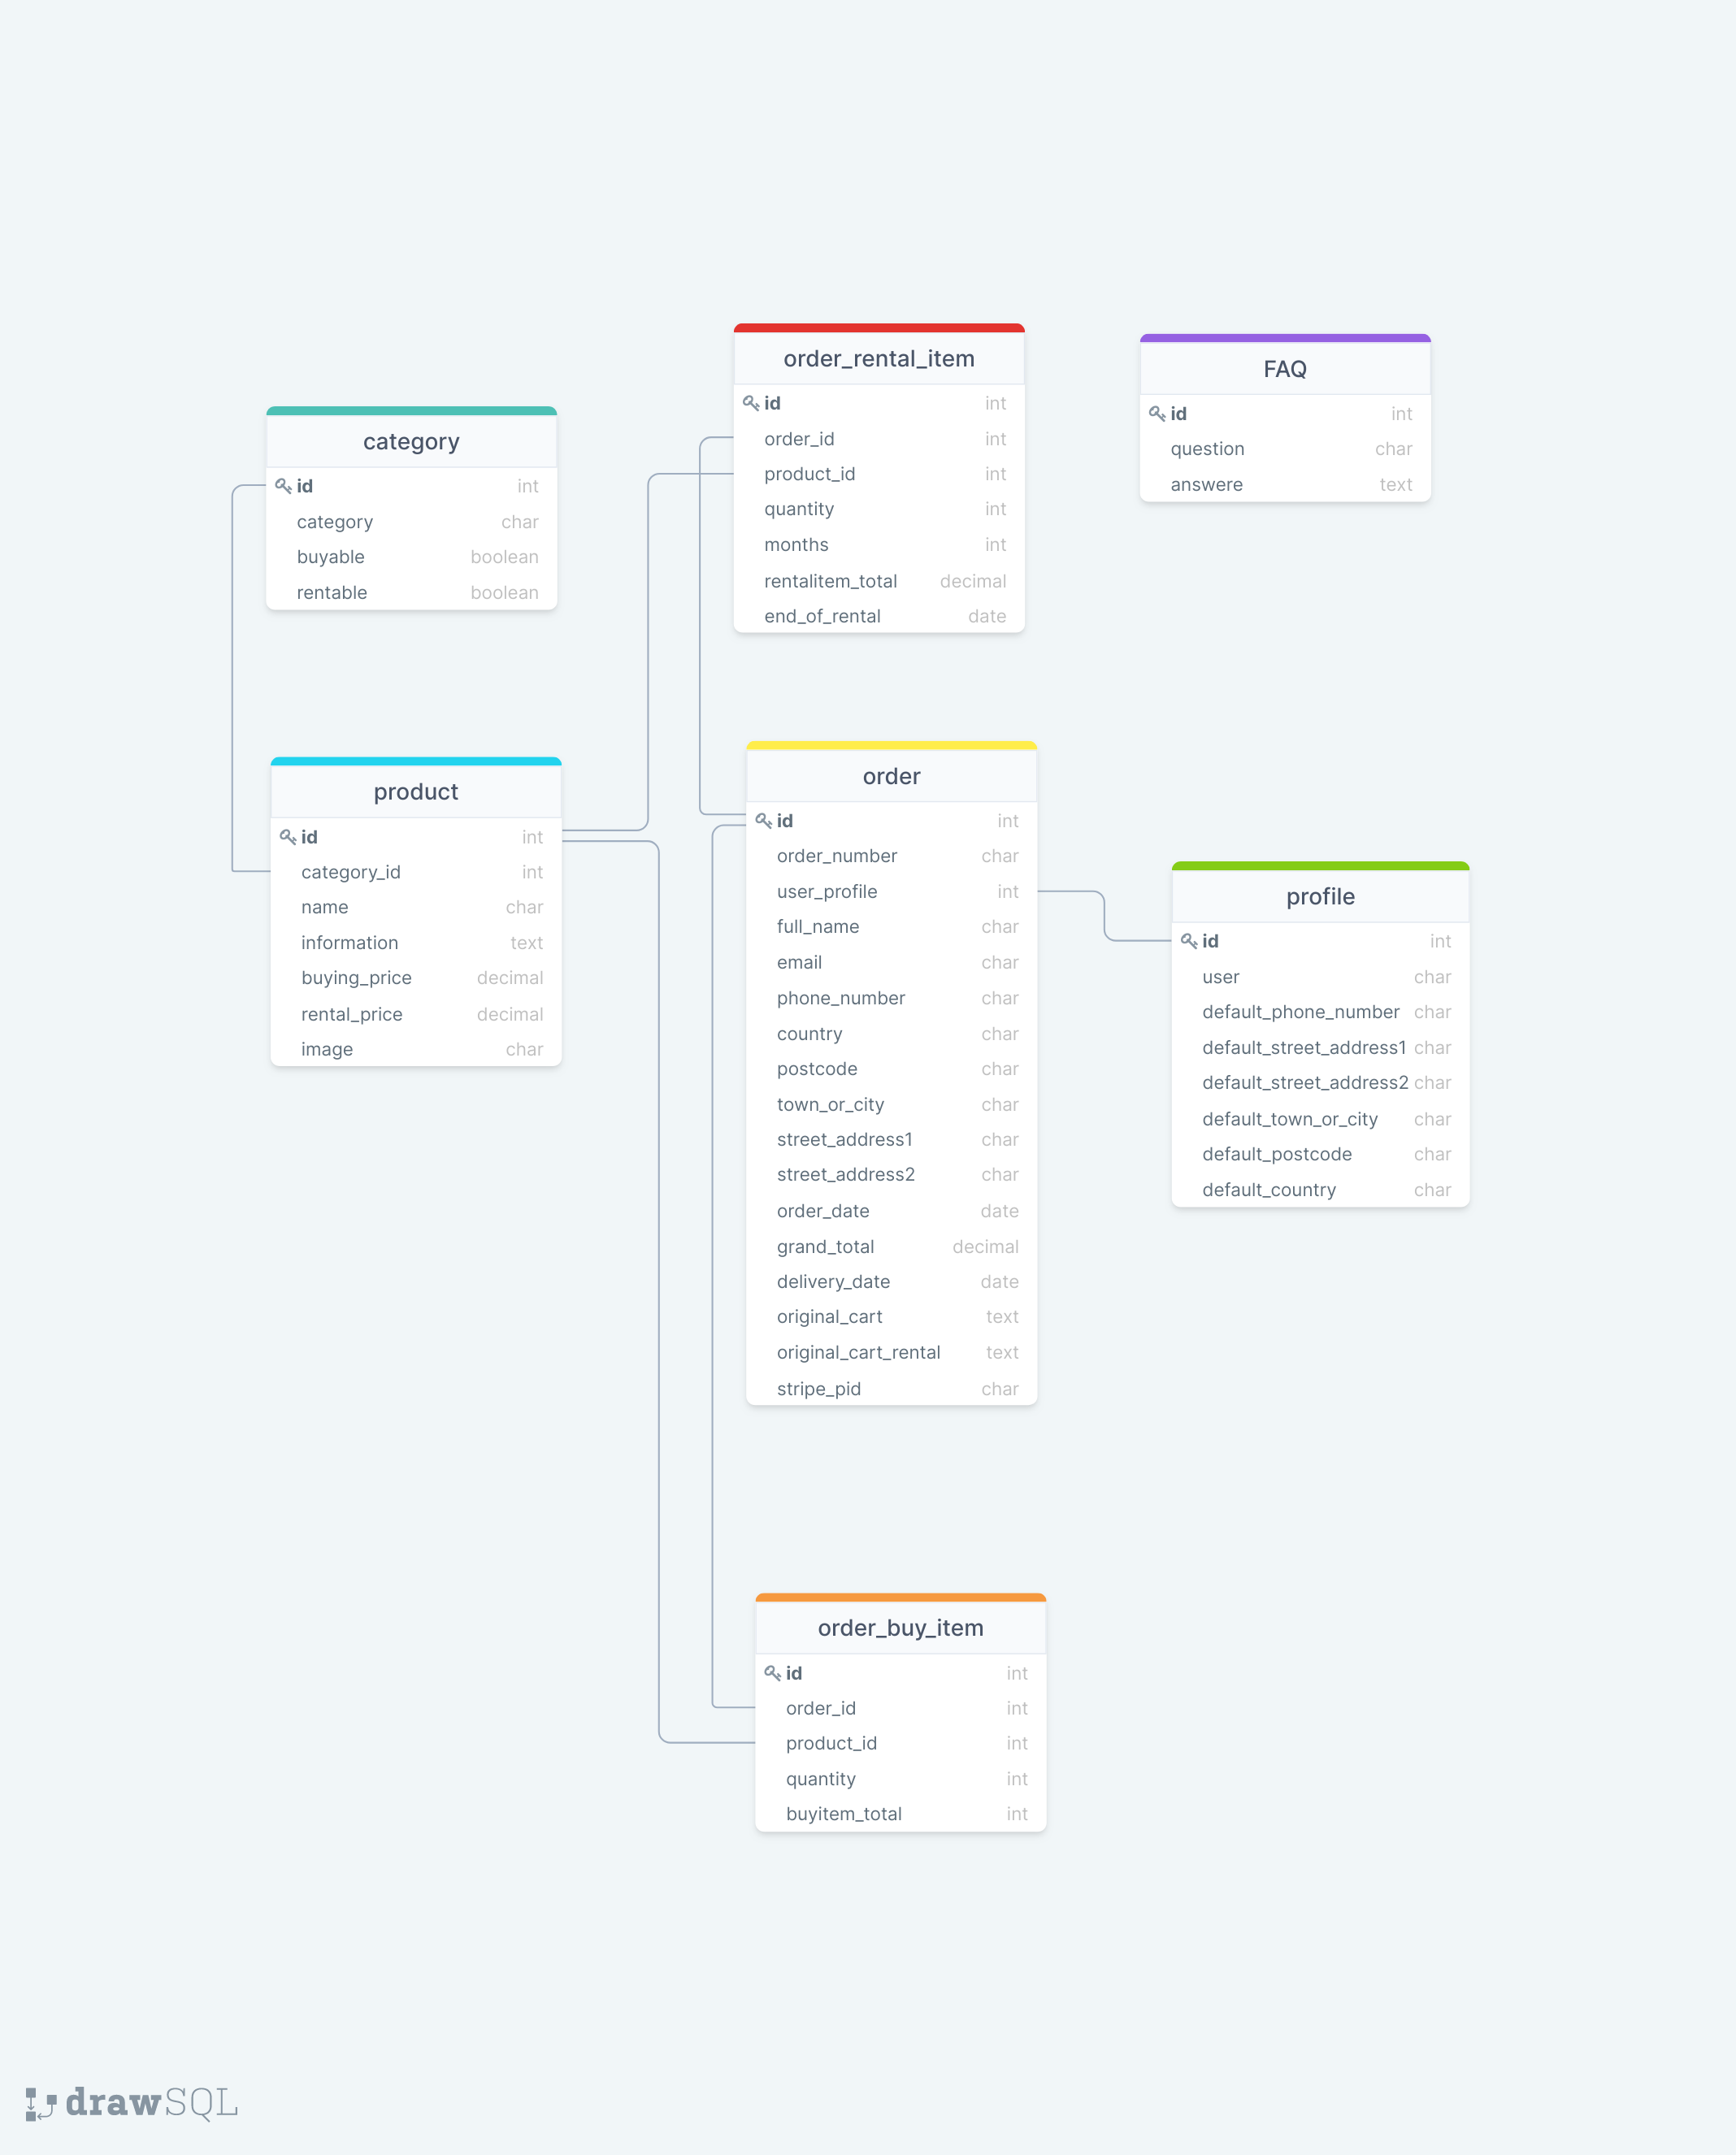 order_rental_item
id int
order_id int
product_id int
quantity int
months int
rentalitem_total decimal
end_of_rental date
FAQ
id int
question char
answere text
category
id int
category char
buyable boolean
rentable boolean
product
id int
category_id int
name char
information text
buying_price decimal
rental_price decimal
image char
order
id int
order_number char
user_profile int
full_name char
email char
phone_number char
country char
postcode char
town_or_city char
street_address1 char
street_address2 char
order_date date
grand_total decimal
delivery_date date
original_cart text
original_cart_rental text
stripe_pid char
profile
id int
user char
default_phone_number char
default_street_address1 char
default_street_address2 char
default_town_or_city char
default_postcode char
default_country char
order_buy_item
id int
order_id int
product_id int
quantity int
buyitem_total int
drawSQL